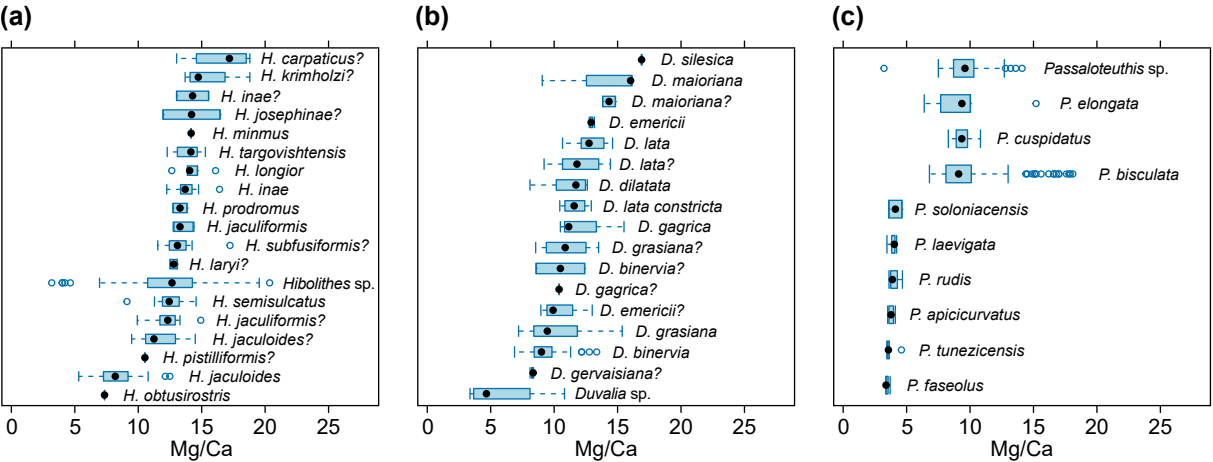 (a)
H. carpaticus?
H. krimholzi?
H. inae?
H. josephinae?
H. minmus
H. targovishtensis
H. longior
H. inae
H. prodromus
H. jaculiformis
H. subfusiformis?
H. laryi?
Hibolithes sp.
H. semisulcatus
H. jaculiformis?
H. jaculoides?
H. pistilliformis?
H. jaculoides
H. obtusirostris
0 5 10 15 20 25
Mg/Ca
(b)
D. silesica
D. maioriana
D. maioriana?
D. emericii
D. lata
D. lata?
D. dilatata
D. lata constricta
D. gagrica
D. grasiana?
D. binervia?
D. gagrica?
D. emericii?
D. grasiana
D. binervia
D. gervaisiana?
Duvalia sp.
0 5 10 15 20 25
Mg/Ca
(c)
Passaloteuthis sp.
P. elongata
P. cuspidatus
P. bisculata
P. soloniacensis
P. laevigata
P. rudis
P. apicicurvatus
P. tunezicensis
P. faseolus
0 5 10 15 20 25
Mg/Ca